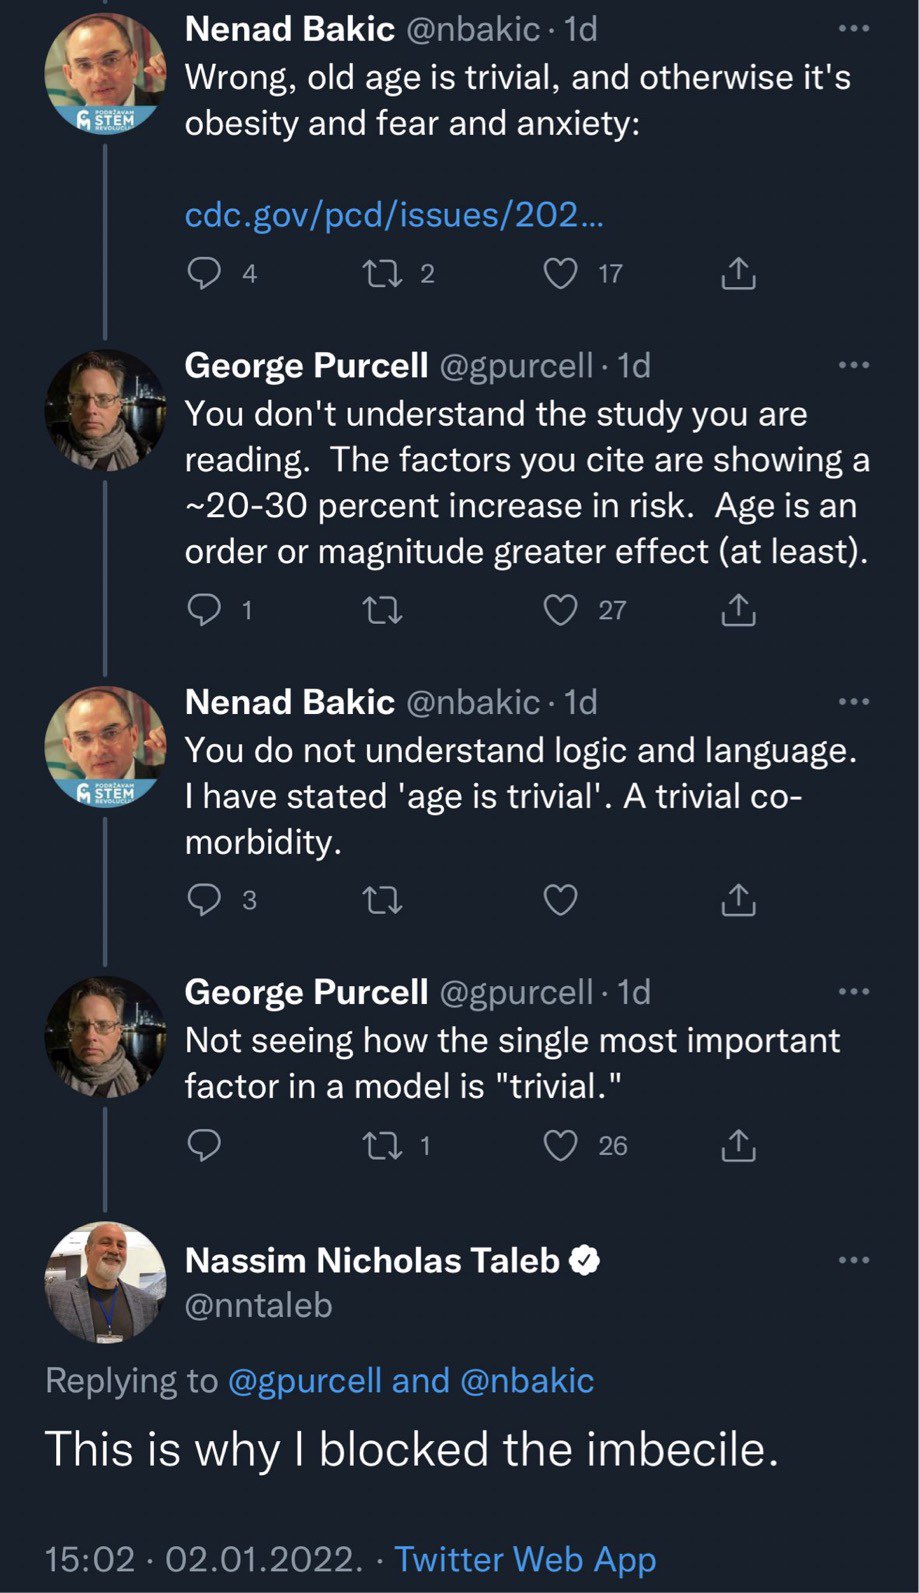 Nenad Bakic @nbakic · 1d
Wrong, old age is trivial, and otherwise it's
obesity and fear and anxiety:
cdc.gov/pcd/issues/202...
4 2 17
PODRŽAVAM
STEM
REVOLUCIJU
George Purcell @gpurcell · 1d
You don't understand the study you are
reading.  The factors you cite are showing a
~20-30 percent increase in risk.  Age is an
order or magnitude greater effect (at least).
1 27
Nenad Bakic @nbakic · 1d
You do not understand logic and language.
I have stated 'age is trivial'. A trivial co-
morbidity.
3
PODRŽAVAM
STEM
REVOLUCIJU
George Purcell @gpurcell · 1d
Not seeing how the single most important
factor in a model is "trivial."
1 26
Nassim Nicholas Taleb
@nntaleb
Replying to @gpurcell and @nbakic
This is why I blocked the imbecile.
15:02 · 02.01.2022. · Twitter Web App